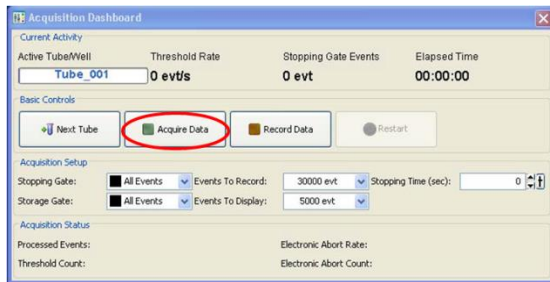 Acquisition Dashboard
Current Activity
Active Tube/Well Threshold Rate Stopping Gate Events Elapsed Time
Tube_001 0 evt/s 0 evt 00:00:00
Basic Controls
Next Tube Acquire Data Record Data Restart
Acquisition Setup
Stopping Gate: All Events Events To Record: 30000 evt Stopping Time (sec): 0
Storage Gate: All Events Events To Display: 5000 evt
Acquisition Status
Processed Events: Electronic Abort Rate:
Threshold Count: Electronic Abort Count: